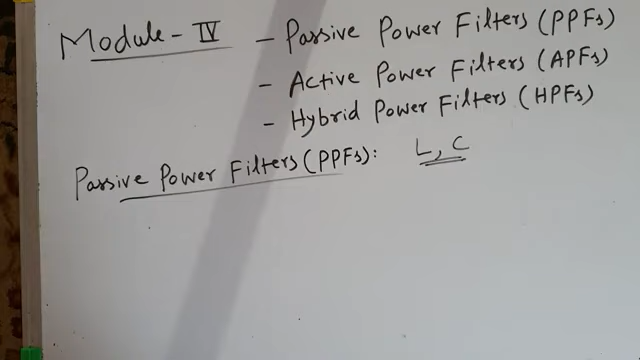 Module - IV - Passive Power Filters (PPFs)
- Active Power Filters (APFs)
- Hybrid Power Filters (HPFs)
Passive Power Filters (PPFs): L, C